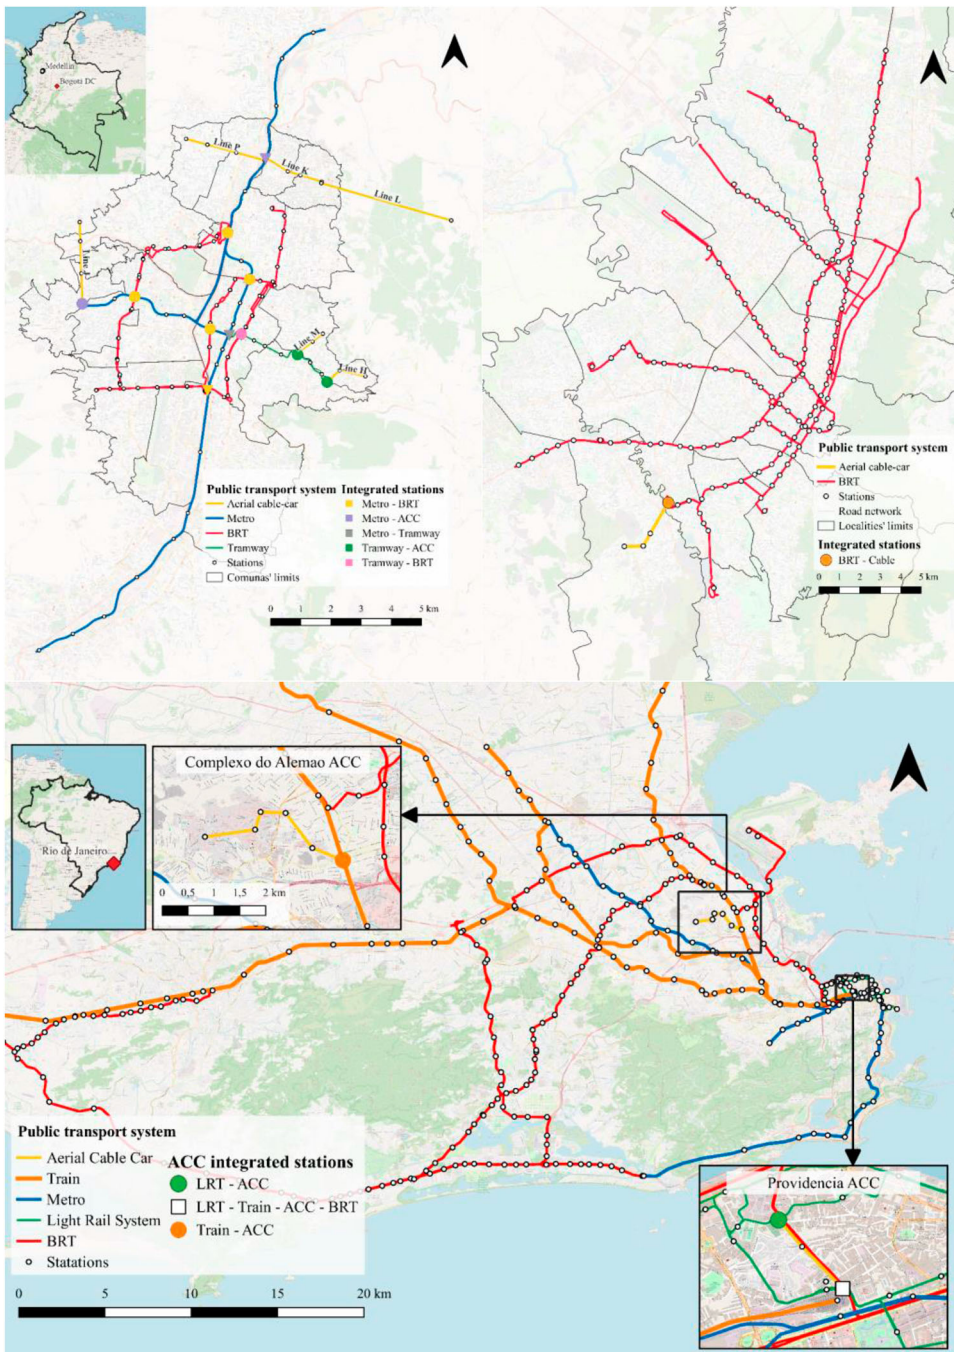 Medellín
Bogotá DC
Line P
Line K
Line L
Line J
Line M
Line H
Public transport system
Aerial cable-car
Metro
BRT
Tramway
Stations
Comunas' limits
Integrated stations
Metro - BRT
Metro - ACC
Metro - Tramway
Tramway - ACC
Tramway - BRT
0 1 2 3 4 5 km
Public transport system
Aerial cable-car
BRT
Stations
Road network
Localities' limits
Integrated stations
BRT - Cable
0 1 2 3 4 5 km
Rio de Janeiro
Complexo do Alemao ACC
0 0,5 1 1,5 2 km
Public transport system
Aerial Cable Car
Train
Metro
Light Rail System
BRT
Statations
ACC integrated stations
LRT - ACC
LRT - Train - ACC - BRT
Train - ACC
0 5 10 15 20 km
Providencia ACC